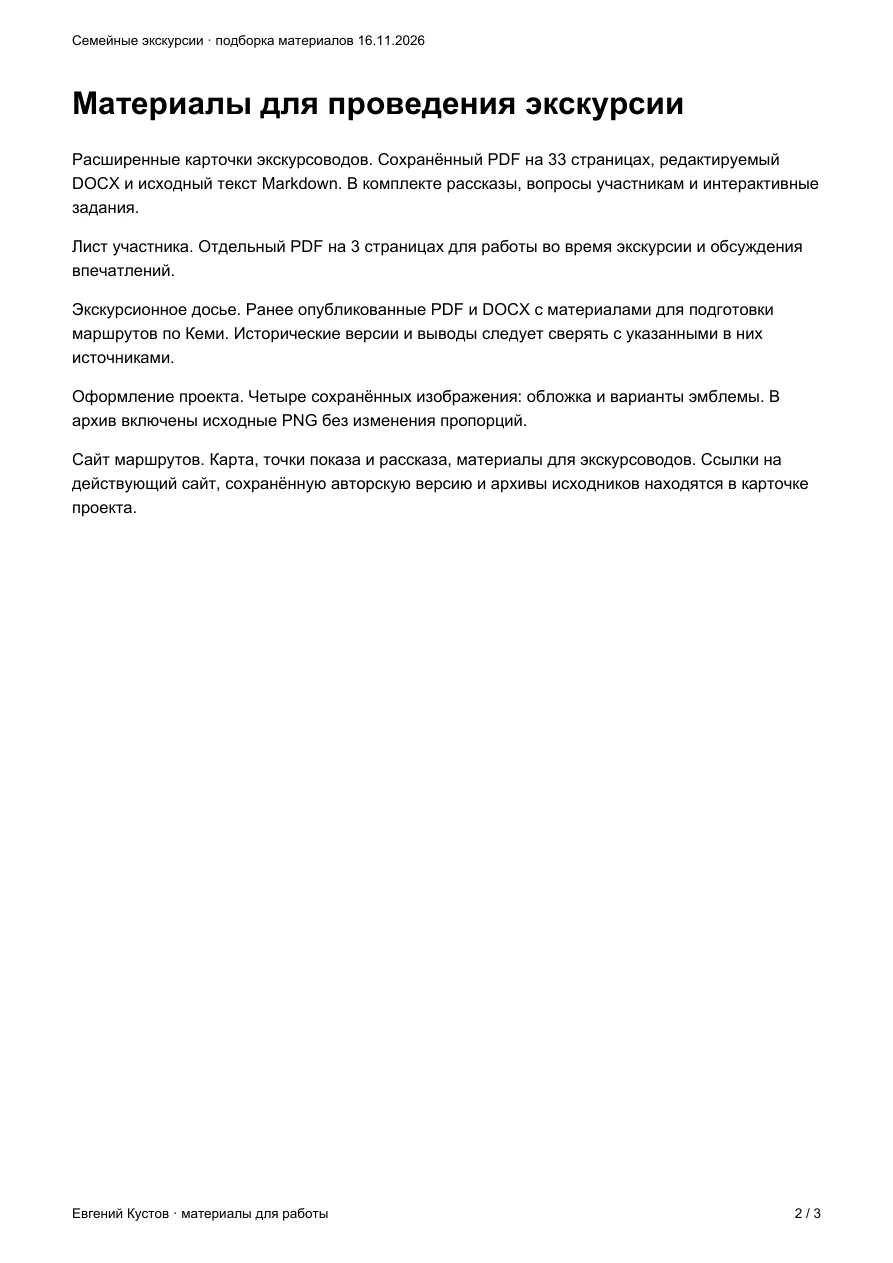 Семейные экскурсии · подборка материалов 16.11.2026
Материалы для проведения экскурсии
Расширенные карточки экскурсоводов. Сохранённый PDF на 33 страницах, редактируемый
DOCX и исходный текст Markdown. В комплекте рассказы, вопросы участникам и интерактивные
задания.
Лист участника. Отдельный PDF на 3 страницах для работы во время экскурсии и обсуждения
впечатлений.
Экскурсионное досье. Ранее опубликованные PDF и DOCX с материалами для подготовки
маршрутов по Кеми. Исторические версии и выводы следует сверять с указанными в них
источниками.
Оформление проекта. Четыре сохранённых изображения: обложка и варианты эмблемы. В
архив включены исходные PNG без изменения пропорций.
Сайт маршрутов. Карта, точки показа и рассказа, материалы для экскурсоводов. Ссылки на
действующий сайт, сохранённую авторскую версию и архивы исходников находятся в карточке
проекта.
Евгений Кустов · материалы для работы 2 / 3